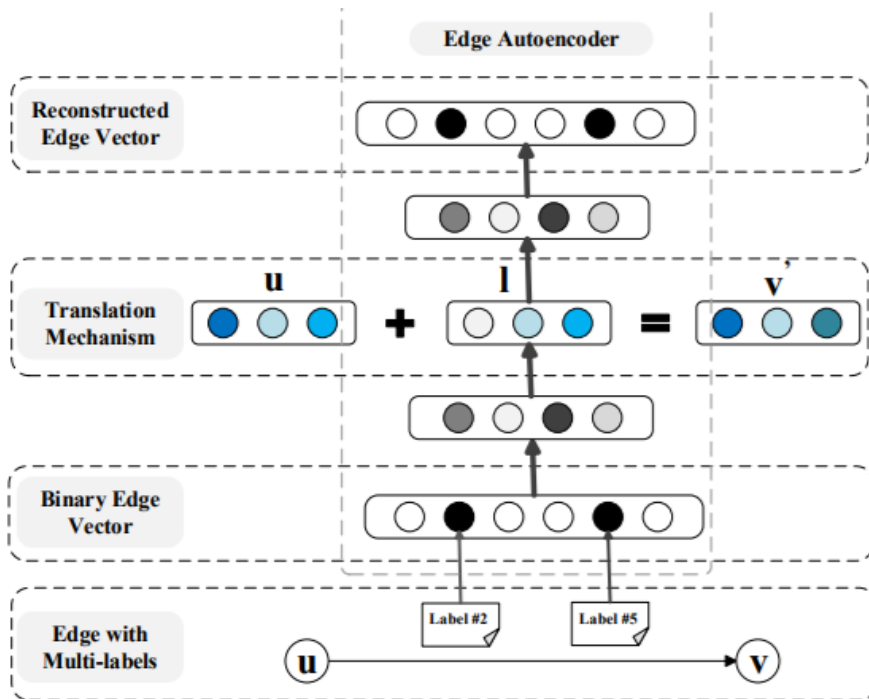 Edge Autoencoder
Reconstructed
Edge Vector
u
l
v’
Translation
Mechanism
+
=
Binary Edge
Vector
Label #2
Label #5
Edge with
Multi-labels
u
v